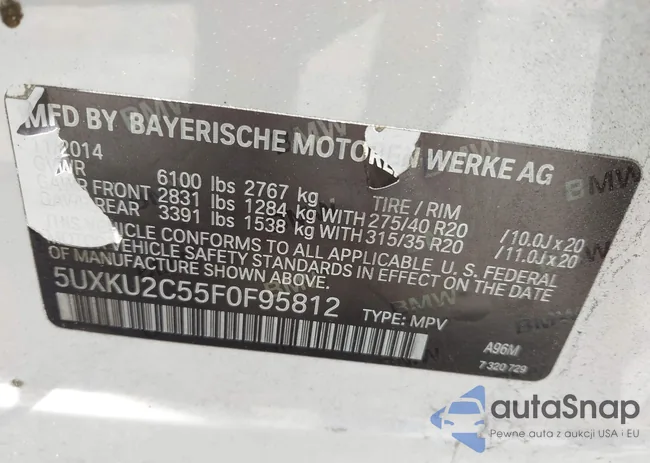 MFD BY BAYERISCHE MOTOREN WERKE AG
11/2014
GVWR 6100 lbs 2767 kg TIRE / RIM
FRONT 2831 lbs 1284 kg WITH 275/40 R20 /10.0J x 20
REAR 3391 lbs 1538 kg WITH 315/35 R20 /11.0J x 20
THIS VEHICLE CONFORMS TO ALL APPLICABLE U. S. FEDERAL
VEHICLE SAFETY STANDARDS IN EFFECT ON THE
DATE OF MANUFACTURE SHOWN ABOVE.
5UXKU2C55F0F95812 TYPE: MPV
A96M
7 320 729
BMW
autaSnap
Pewne auta z aukcji USA i EU